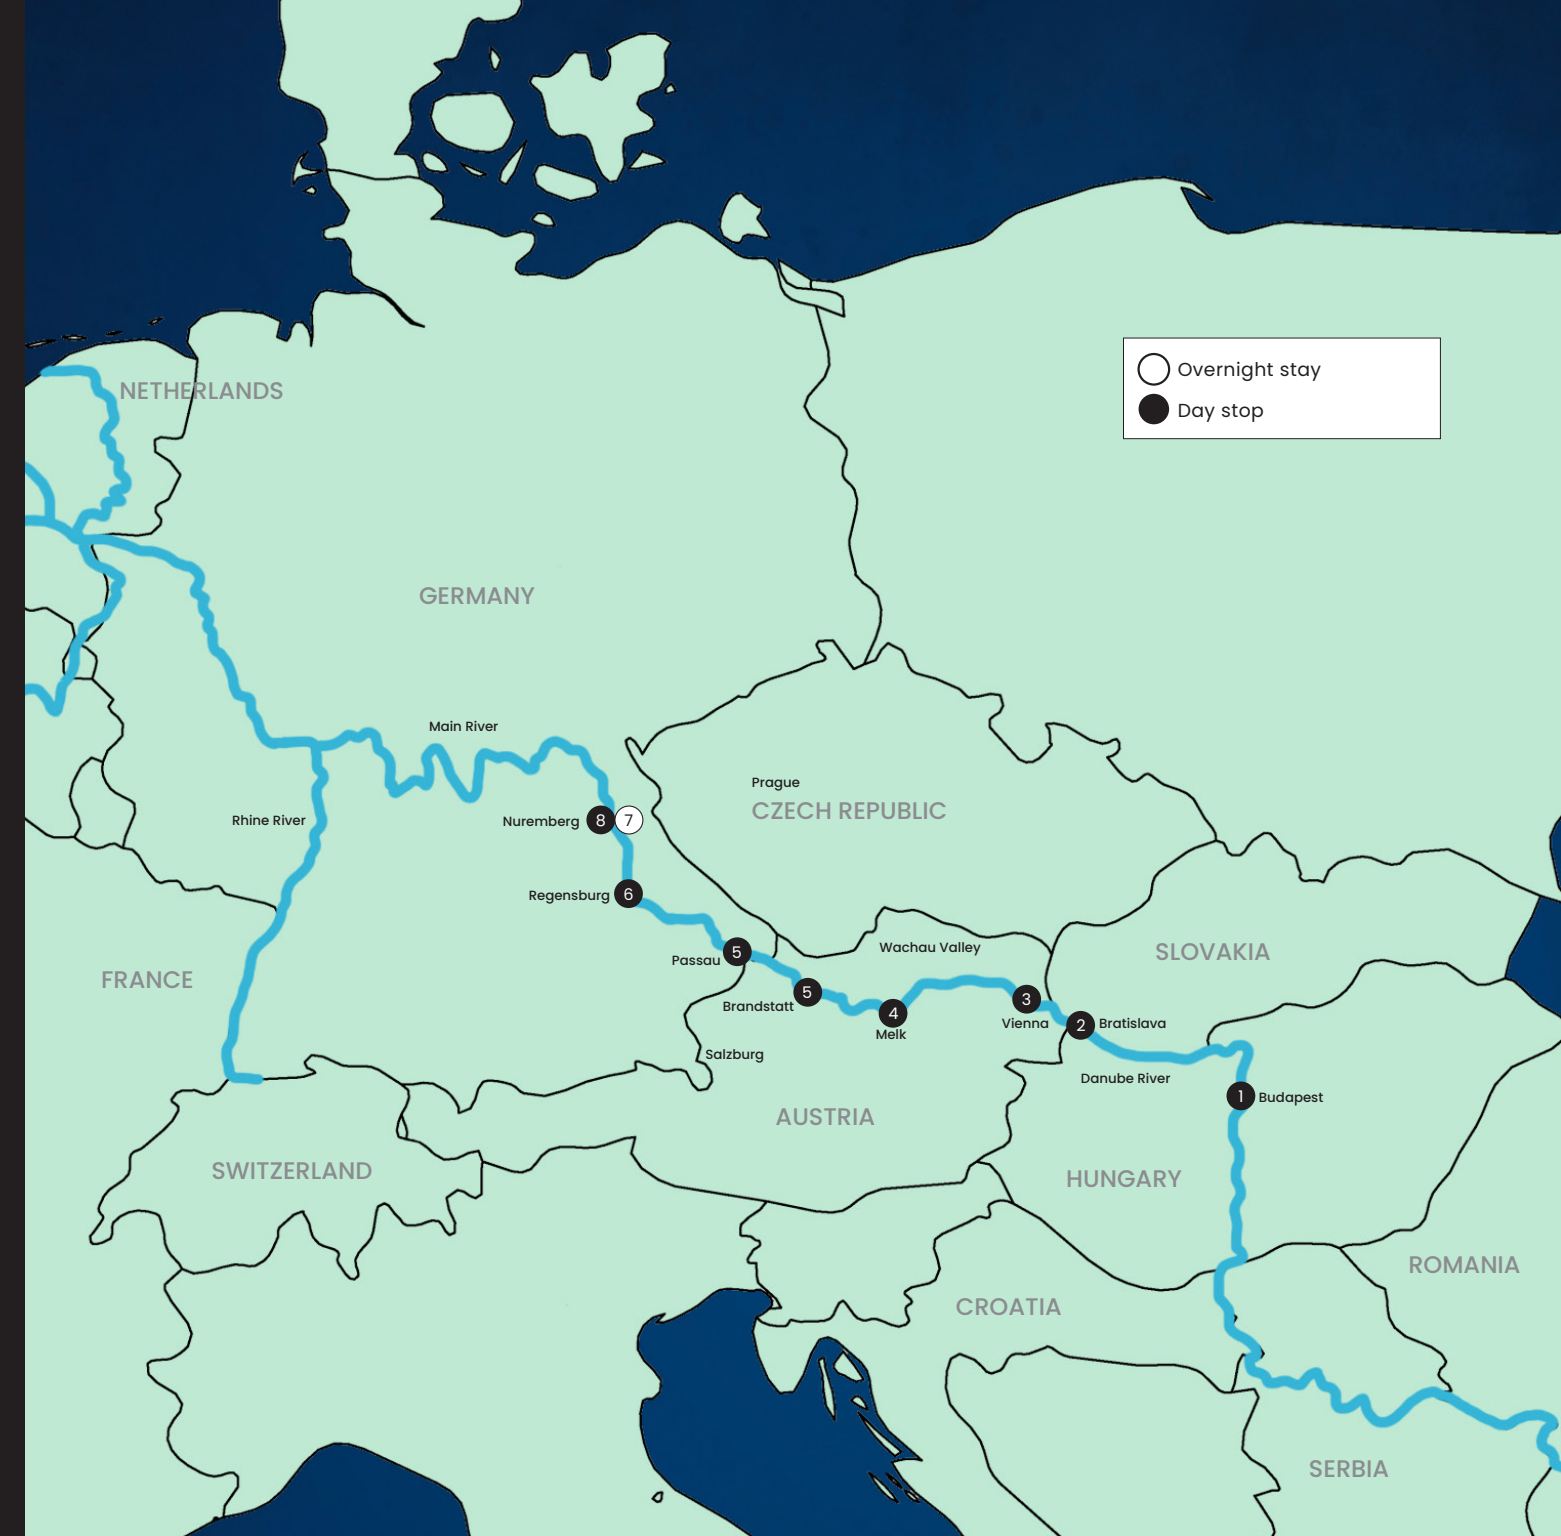 Overnight stay
Day stop
NETHERLANDS
GERMANY
Main River
Prague
CZECH REPUBLIC
Rhine River
Nuremberg 8 7
Regensburg 6
Wachau Valley
SLOVAKIA
Passau 5
FRANCE
Brandstatt 5
4
Melk
3
Vienna
2 Bratislava
Salzburg
Danube River
1 Budapest
AUSTRIA
SWITZERLAND
HUNGARY
ROMANIA
CROATIA
SERBIA